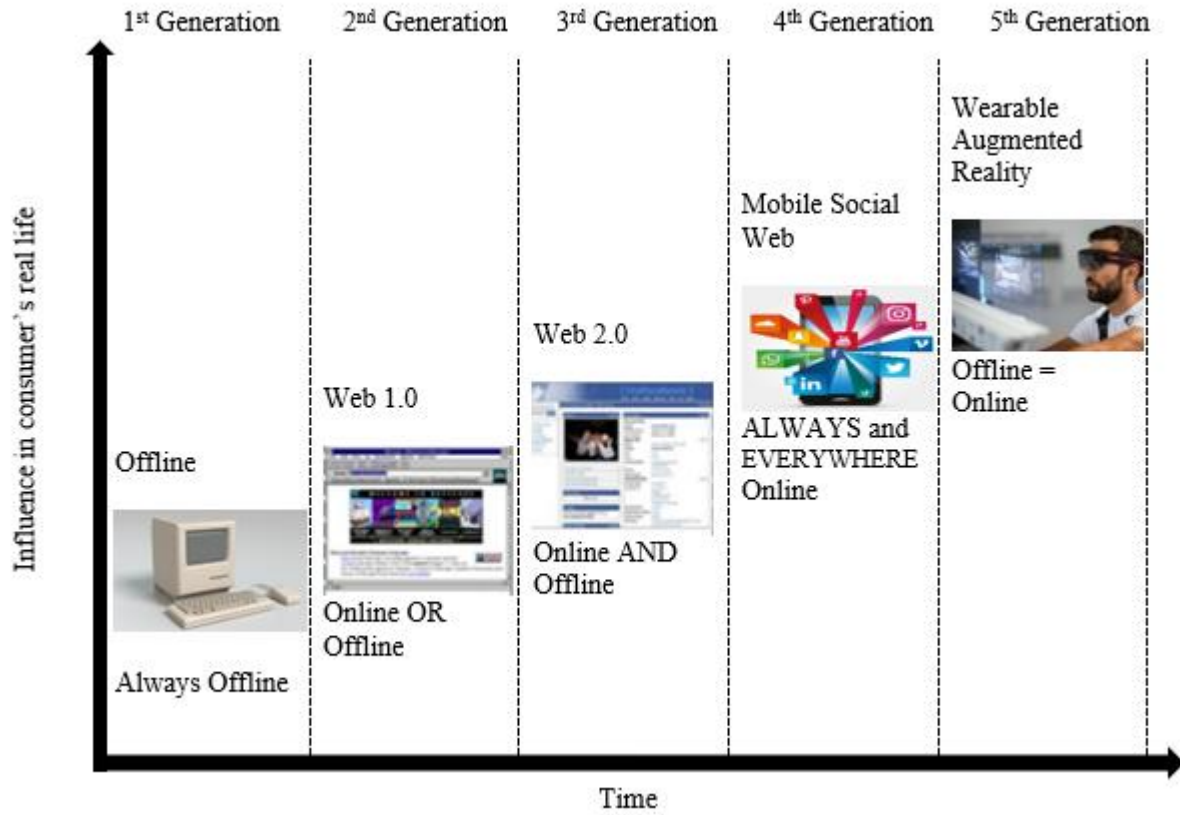 1st Generation
2nd Generation
3rd Generation
4th Generation
5th Generation
Influence in consumer`s real life
Offline
Always Offline
Web 1.0
Online OR
Offline
Web 2.0
Online AND
Offline
Mobile Social
Web
in
ALWAYS and
EVERYWHERE
Online
Wearable
Augmented
Reality
Offline =
Online
Time